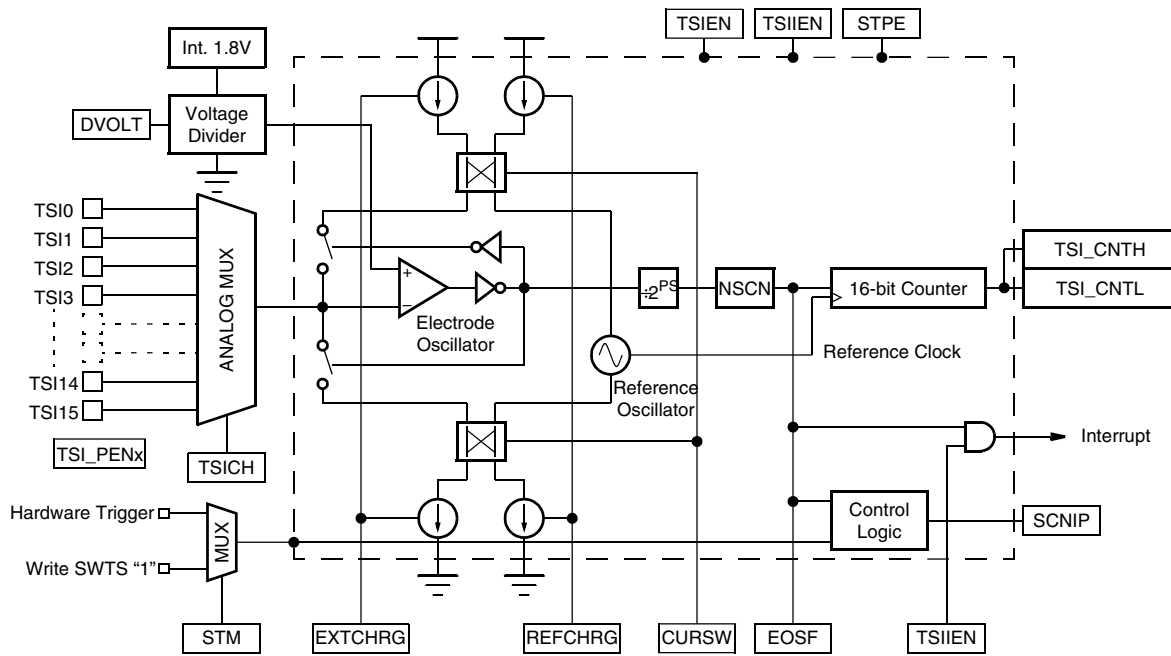 TSIEN
TSIIEN
STPE
Int. 1.8V
DVOLT
Voltage
Divider
TSI0
TSI1
TSI2
TSI3
TSI14
TSI15
TSI_PENx
ANALOG MUX
TSICH
+
–
Electrode
Oscillator
÷2PS
NSCN
16-bit Counter
TSI_CNTH
TSI_CNTL
Reference Clock
Reference
Oscillator
Interrupt
Control
Logic
SCNIP
Hardware Trigger
Write SWTS “1”
MUX
STM
EXTCHRG
REFCHRG
CURSW
EOSF
TSIIEN